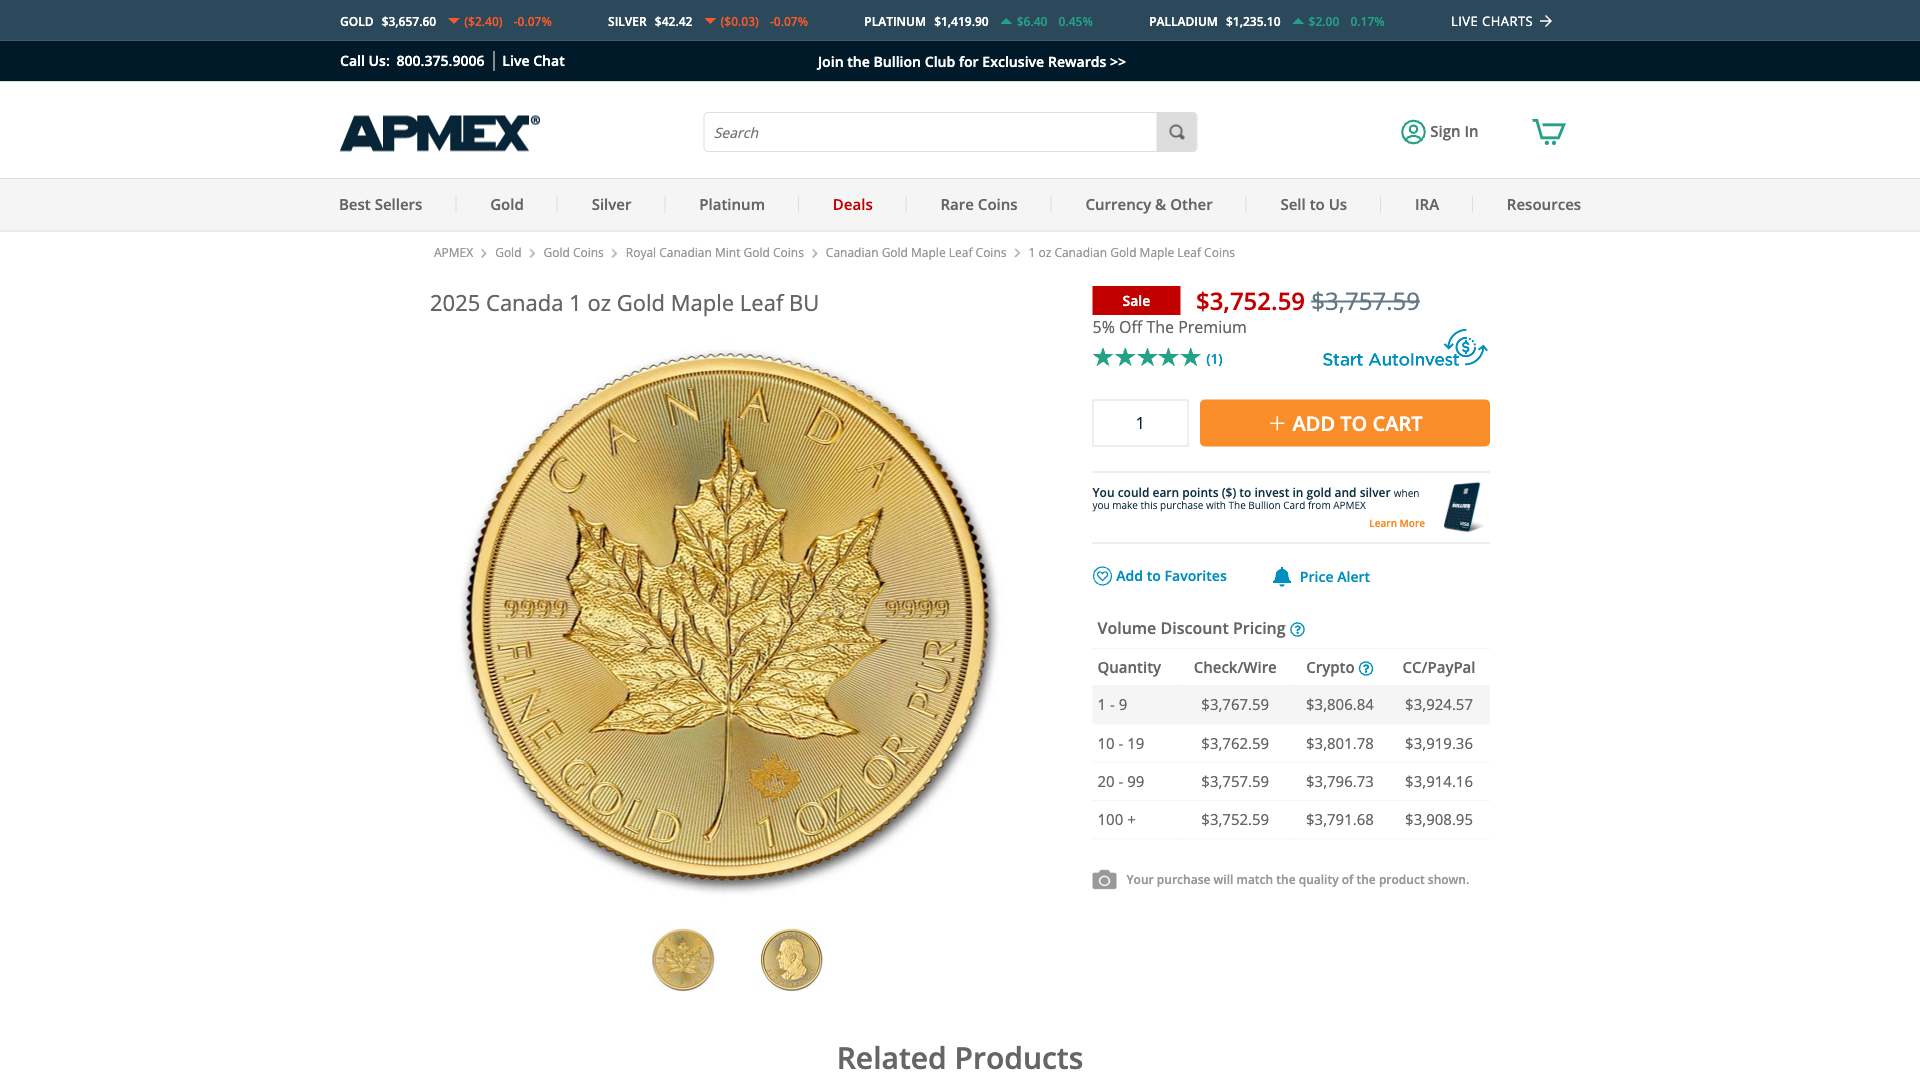 GOLD $3,657.60 ($2.40) -0.07% SILVER $42.42 ($0.03) -0.07% PLATINUM $1,419.90 $6.40 0.45% PALLADIUM $1,235.10 $2.00 0.17% LIVE CHARTS
Call Us: 800.375.9006 Live Chat Join the Bullion Club for Exclusive Rewards >>
APMEX® Search Sign In
Best Sellers Gold Silver Platinum Deals Rare Coins Currency & Other Sell to Us IRA Resources
APMEX Gold Gold Coins Royal Canadian Mint Gold Coins Canadian Gold Maple Leaf Coins 1 oz Canadian Gold Maple Leaf Coins
2025 Canada 1 oz Gold Maple Leaf BU
CANADA
9999 9999
FINE GOLD 1 OZ OR PUR
Sale $3,752.59 $3,757.59
5% Off The Premium
(1) Start AutoInvest
1 + ADD TO CART
You could earn points ($) to invest in gold and silver when
you make this purchase with The Bullion Card from APMEX
Learn More
BULLION
VISA
Add to Favorites Price Alert
Volume Discount Pricing ?
Quantity Check/Wire Crypto ? CC/PayPal
1 - 9 $3,767.59 $3,806.84 $3,924.57
10 - 19 $3,762.59 $3,801.78 $3,919.36
20 - 99 $3,757.59 $3,796.73 $3,914.16
100 + $3,752.59 $3,791.68 $3,908.95
Your purchase will match the quality of the product shown.
Related Products